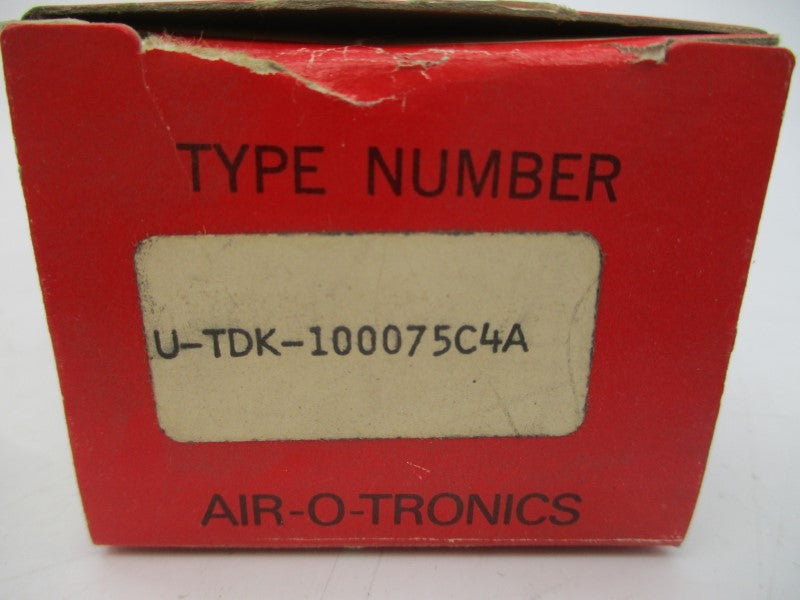 TYPE NUMBER
U-TDK-100075C4A
AIR-O-TRONICS